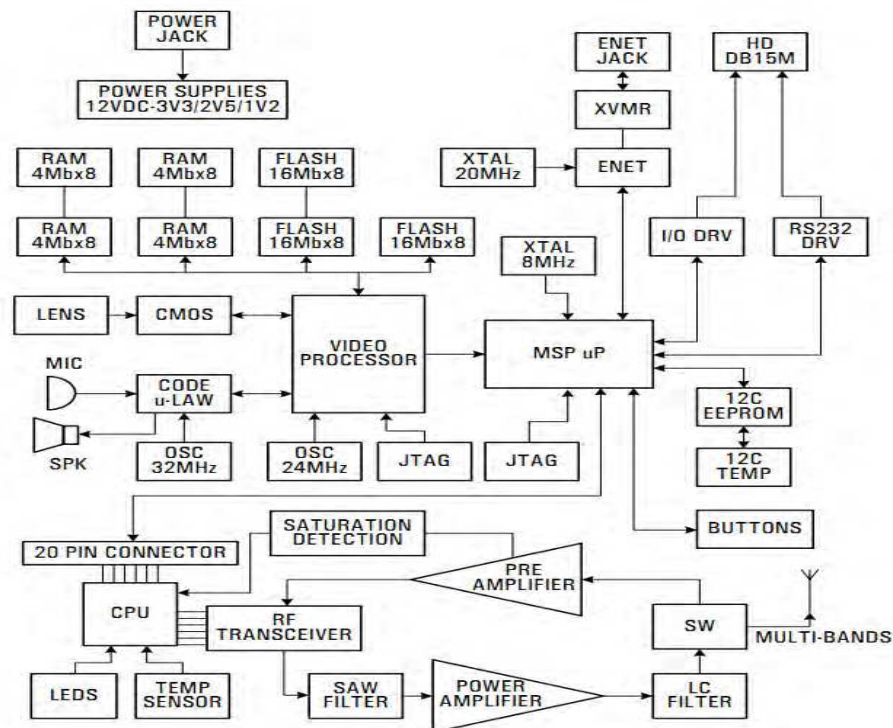 POWER
JACK
ENET
JACK
HD
DB15M
POWER SUPPLIES
12VDC-3V3/2V5/1V2
XVMR
RAM
4Mbx8
RAM
4Mbx8
FLASH
16Mbx8
XTAL
20MHz
ENET
RAM
4Mbx8
RAM
4Mbx8
FLASH
16Mbx8
FLASH
16Mbx8
XTAL
8MHz
I/O DRV
RS232
DRV
LENS
CMOS
VIDEO
PROCESSOR
MSP uP
MIC
CODE
u-LAW
12C
EEPROM
SPK
OSC
32MHz
OSC
24MHz
JTAG
JTAG
12C
TEMP
SATURATION
DETECTION
BUTTONS
20 PIN CONNECTOR
PRE
AMPLIFIER
CPU
RF
TRANSCEIVER
SW
MULTI-BANDS
LEDS
TEMP
SENSOR
SAW
FILTER
POWER
AMPLIFIER
LC
FILTER